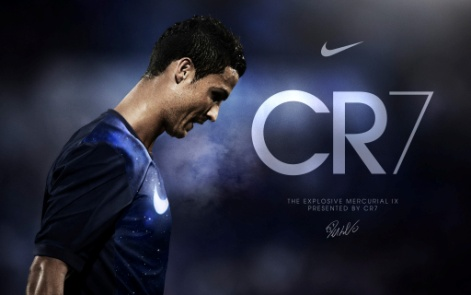 CR7
THE EXPLOSIVE MERCURIAL IX
PRESENTED BY CR7